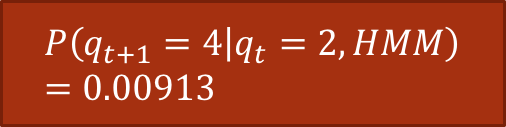 P(q_{t+1} = 4|q_t = 2, HMM)
= 0.00913